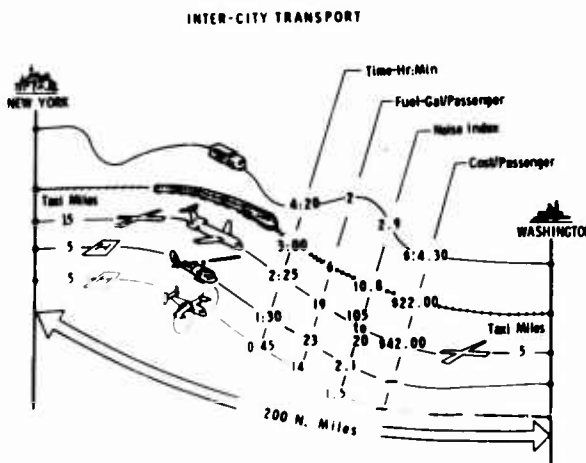 INTER-CITY TRANSPORT
Time-Hr:Min
Fuel-Gal/Passenger
Noise Index
Cost/Passenger
NEW YORK
WASHINGTON
Taxi Miles
15
5
5
4:20
2
2.9
6:4.30
3:00
6
10.8
$22.00
2:25
19
105
to
20
$42.00
Taxi Miles
5
1:30
23
2.1
0:45
14
1.5
200 N. Miles